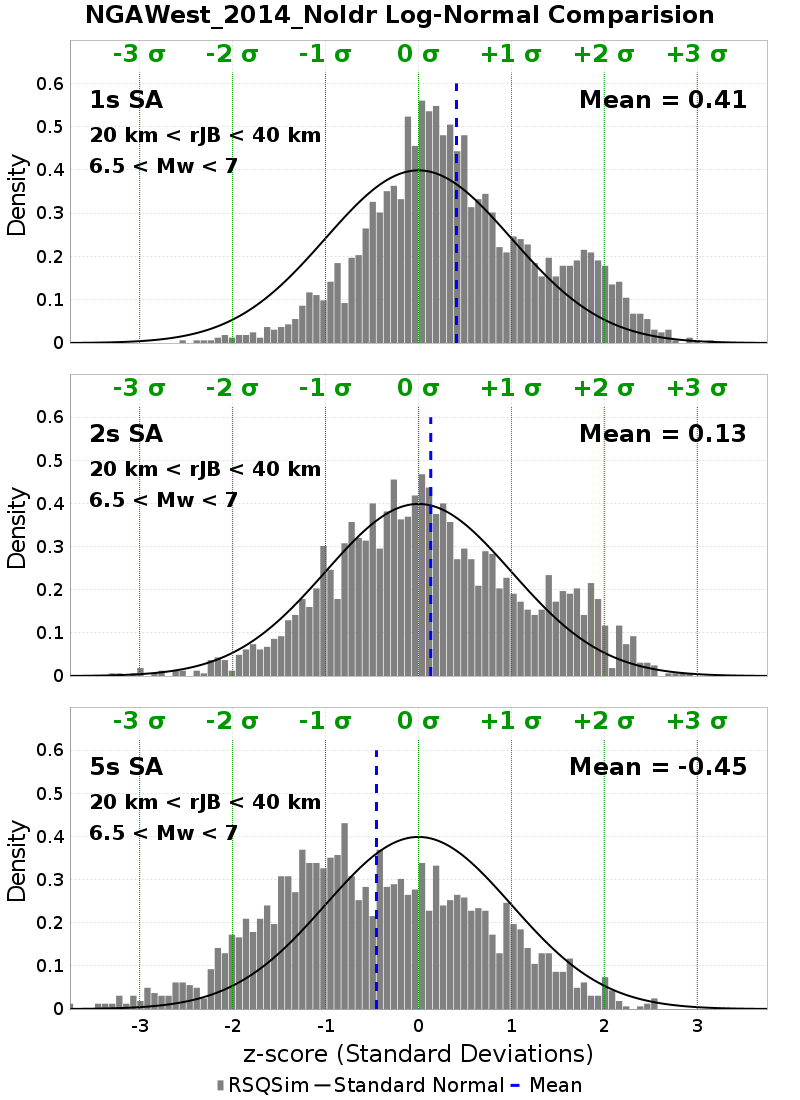 NGAWest_2014_NoIdr Log-Normal Comparision
-3 σ -2 σ -1 σ 0 σ +1 σ +2 σ +3 σ
1s SA
Mean = 0.41
20 km < rJB < 40 km
6.5 < Mw < 7
Density
0.6
0.5
0.4
0.3
0.2
0.1
0
-3 σ -2 σ -1 σ 0 σ +1 σ +2 σ +3 σ
2s SA
Mean = 0.13
20 km < rJB < 40 km
6.5 < Mw < 7
Density
0.6
0.5
0.4
0.3
0.2
0.1
0
-3 σ -2 σ -1 σ 0 σ +1 σ +2 σ +3 σ
5s SA
Mean = -0.45
20 km < rJB < 40 km
6.5 < Mw < 7
Density
0.6
0.5
0.4
0.3
0.2
0.1
0
-3 -2 -1 0 1 2 3
z-score (Standard Deviations)
RSQSim Standard Normal Mean